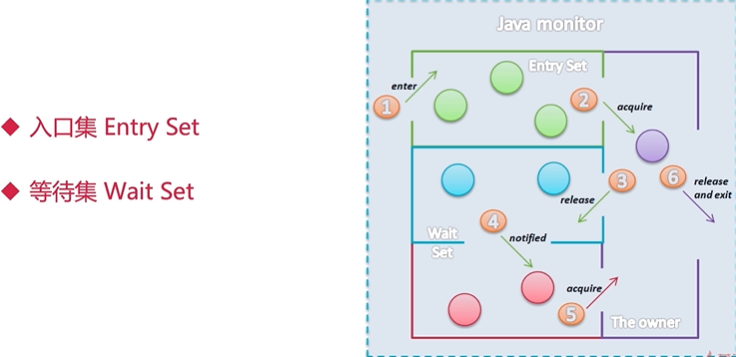 Java monitor
Entry Set
enter
1
2
acquire
◆ 入口集 Entry Set
◆ 等待集 Wait Set
3
6
release
and exit
release
4
Wait
Set
notified
acquire
5
The owner